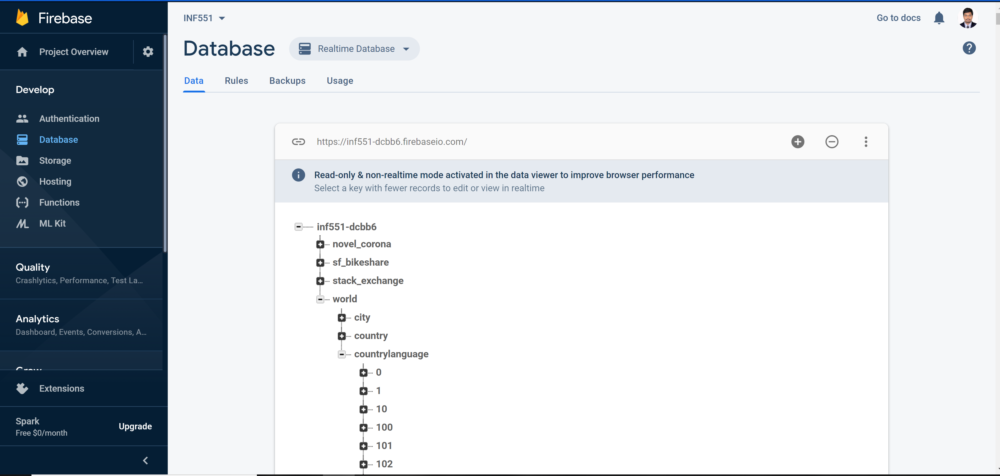 Firebase
Project Overview
Develop
Authentication
Database
Storage
Hosting
Functions
ML Kit
Quality
Crashlytics, Performance, Test La...
Analytics
Dashboard, Events, Conversions, A...
Grow
Extensions
Spark
Free $0/month
Upgrade
INF551
Go to docs
Database
Realtime Database
Data
Rules
Backups
Usage
https://inf551-dcbb6.firebaseio.com/
Read-only & non-realtime mode activated in the data viewer to improve browser performance
Select a key with fewer records to edit or view in realtime
inf551-dcbb6
novel_corona
sf_bikeshare
stack_exchange
world
city
country
countrylanguage
0
1
10
100
101
102